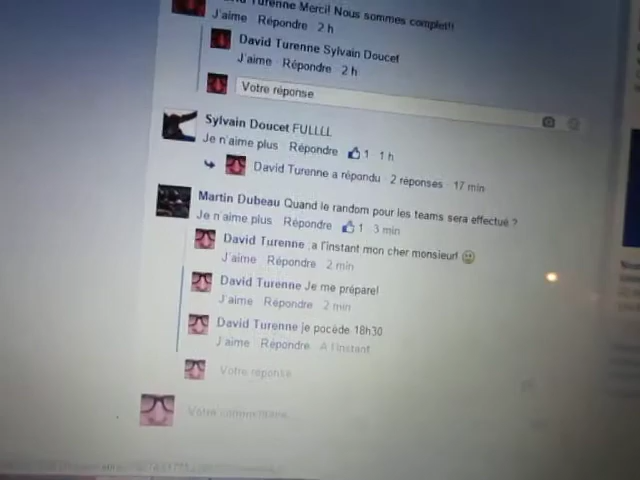 Turenne Merci! Nous sommes complet!!
J'aime Répondre 2 h
David Turenne Sylvain Doucet
J'aime · Répondre · 2 h
Votre réponse
Sylvain Doucet FULLLL
Je n'aime plus · Répondre · 1 · 1 h
David Turenne a répondu · 2 réponses · 17 min
Martin Dubeau Quand le random pour les teams sera effectué ?
Je n'aime plus · Répondre · 1 · 3 min
David Turenne a l'instant mon cher monsieur!
J'aime · Répondre · 2 min
David Turenne Je me prépare!
J'aime · Répondre · 2 min
David Turenne je pocède 18h30
J'aime · Répondre · À l'instant
Votre réponse
Votre commentaire...